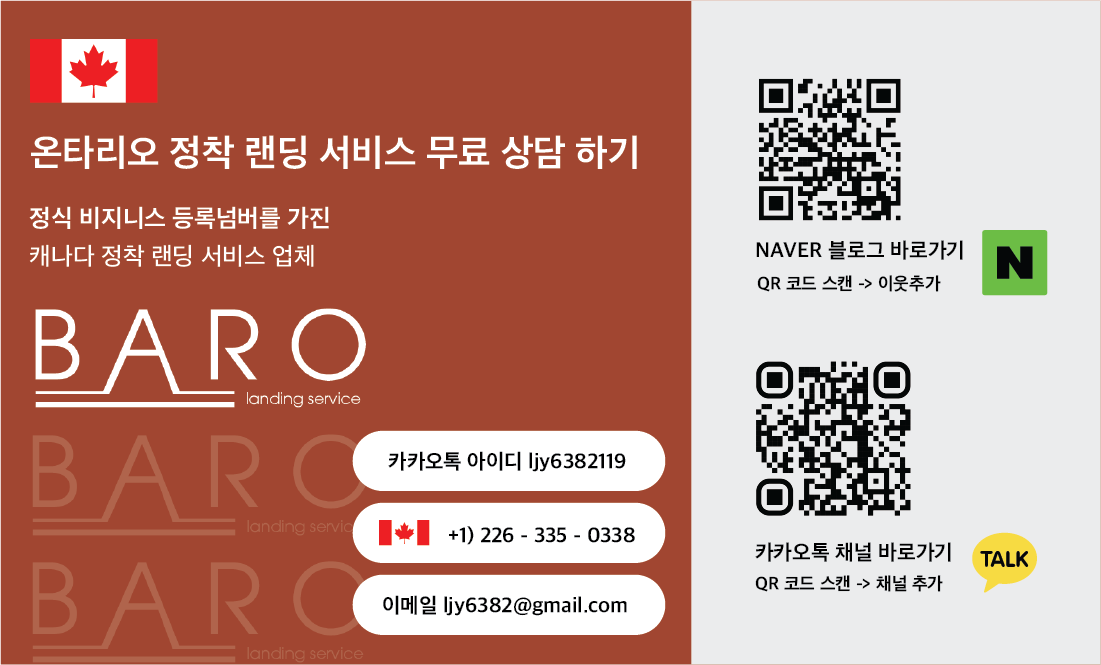 온타리오 정착 랜딩 서비스 무료 상담 하기
정식 비지니스 등록넘버를 가진
캐나다 정착 랜딩 서비스 업체
BARO
landing service
BARO
landing service
BARO
landing service
카카오톡 아이디 ljy6382119
+1) 226 - 335 - 0338
이메일 ljy6382@gmail.com
NAVER 블로그 바로가기
QR 코드 스캔 -> 이웃추가
N
카카오톡 채널 바로가기
QR 코드 스캔 -> 채널 추가
TALK